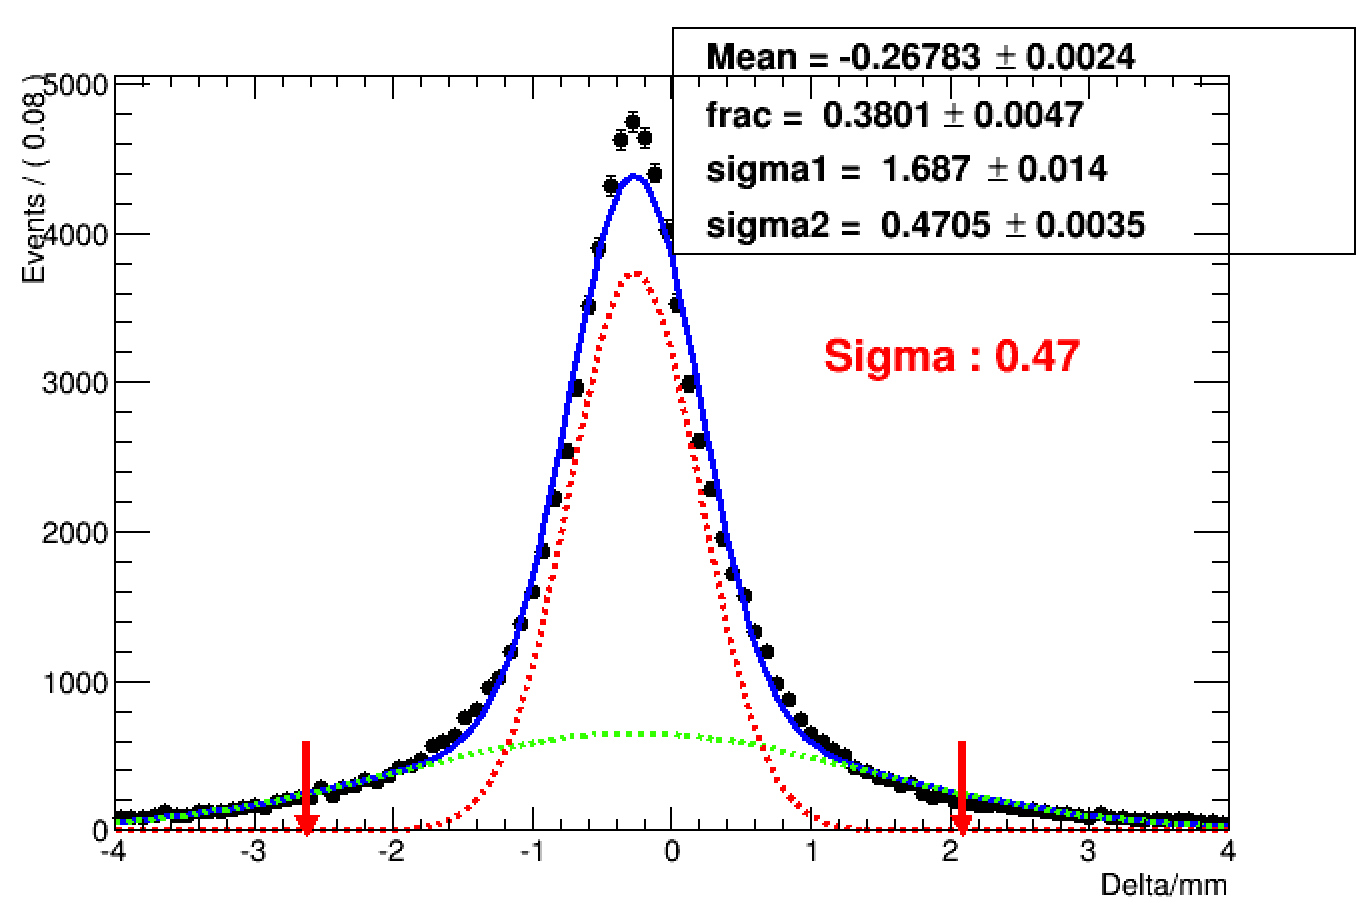 Mean = -0.26783 ± 0.0024
frac = 0.3801 ± 0.0047
sigma1 = 1.687 ± 0.014
sigma2 = 0.4705 ± 0.0035
Events / ( 0.08 )
5000
4000
3000
2000
1000
0
Sigma : 0.47
-4 -3 -2 -1 0 1 2 3 4
Delta/mm